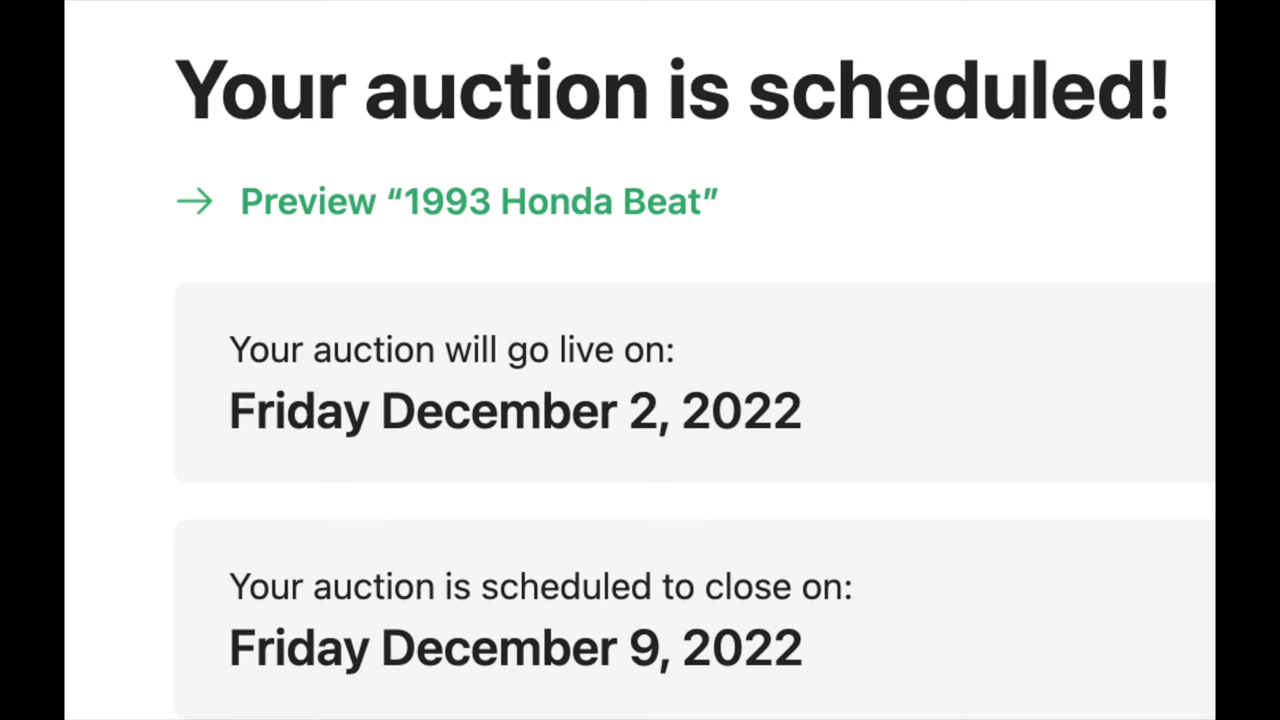 Your auction is scheduled!
→ Preview “1993 Honda Beat”
Your auction will go live on:
Friday December 2, 2022
Your auction is scheduled to close on:
Friday December 9, 2022